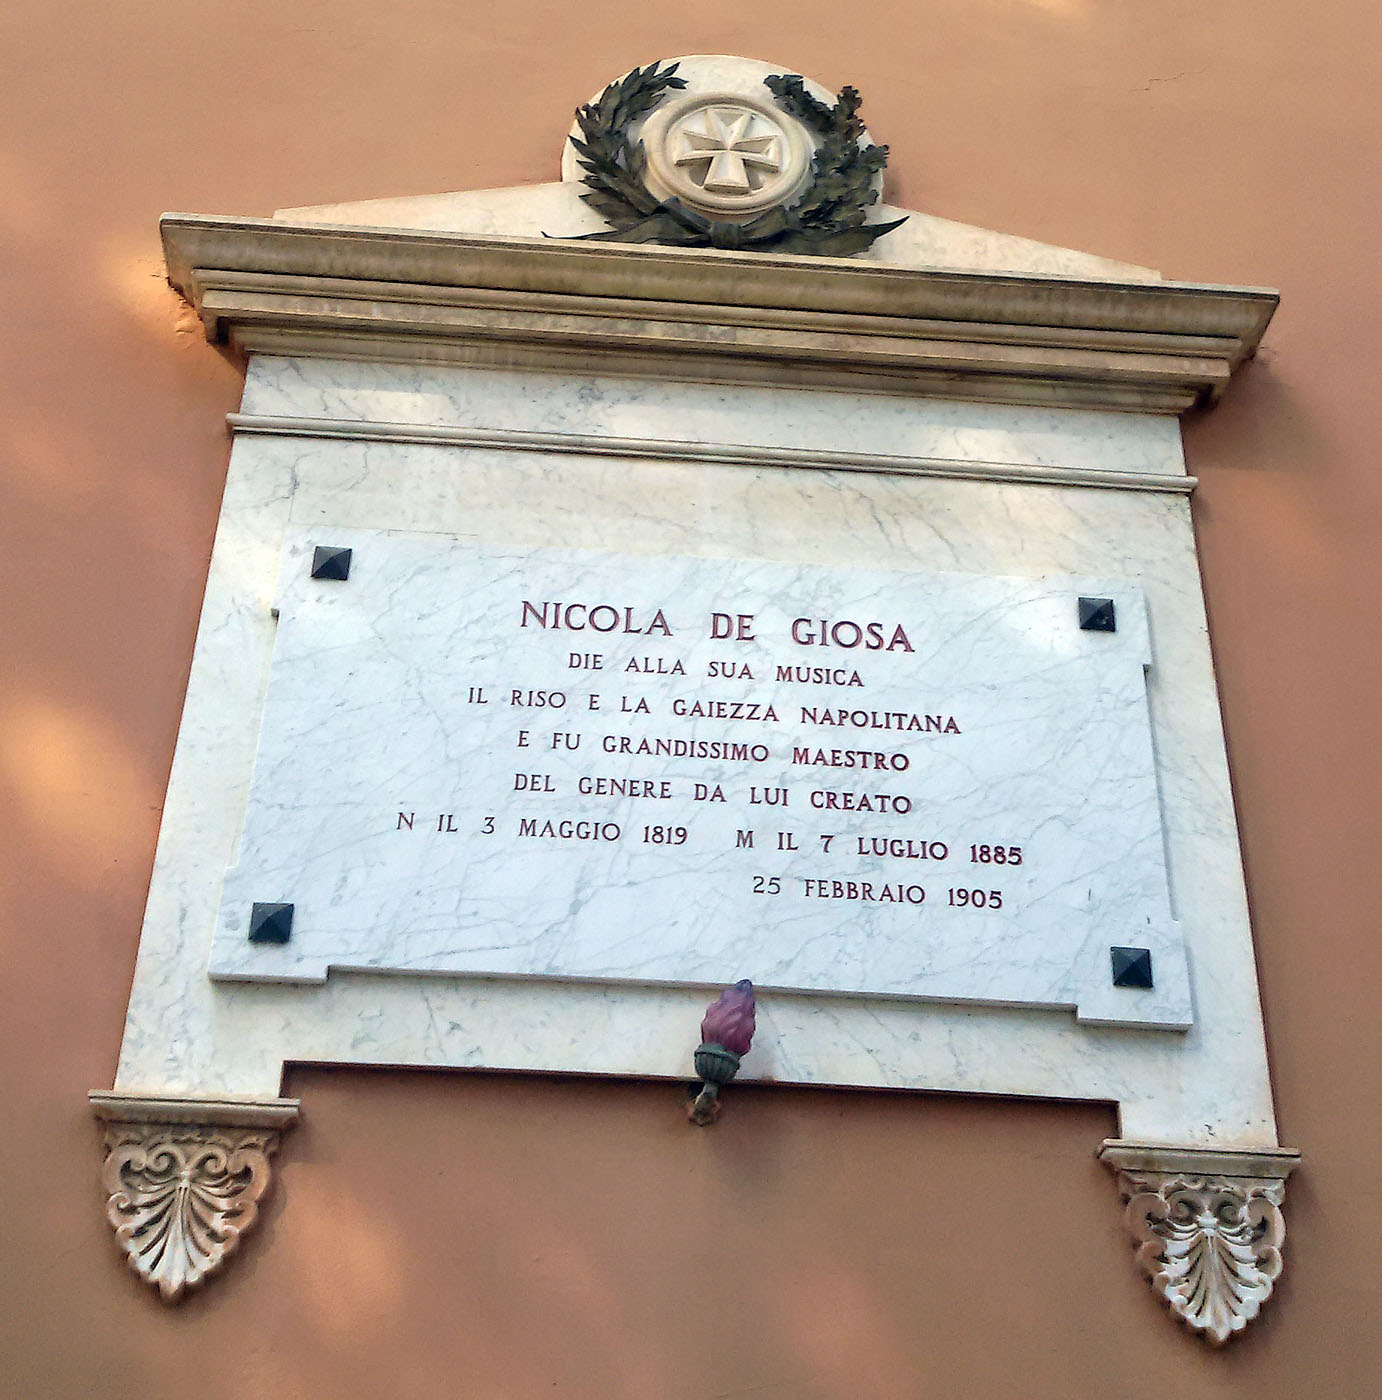 NICOLA DE GIOSA
DIE ALLA SUA MUSICA
IL RISO E LA GAIEZZA NAPOLITANA
E FU GRANDISSIMO MAESTRO
DEL GENERE DA LUI CREATO
N IL 3 MAGGIO 1819 M IL 7 LUGLIO 1885
25 FEBBRAIO 1905